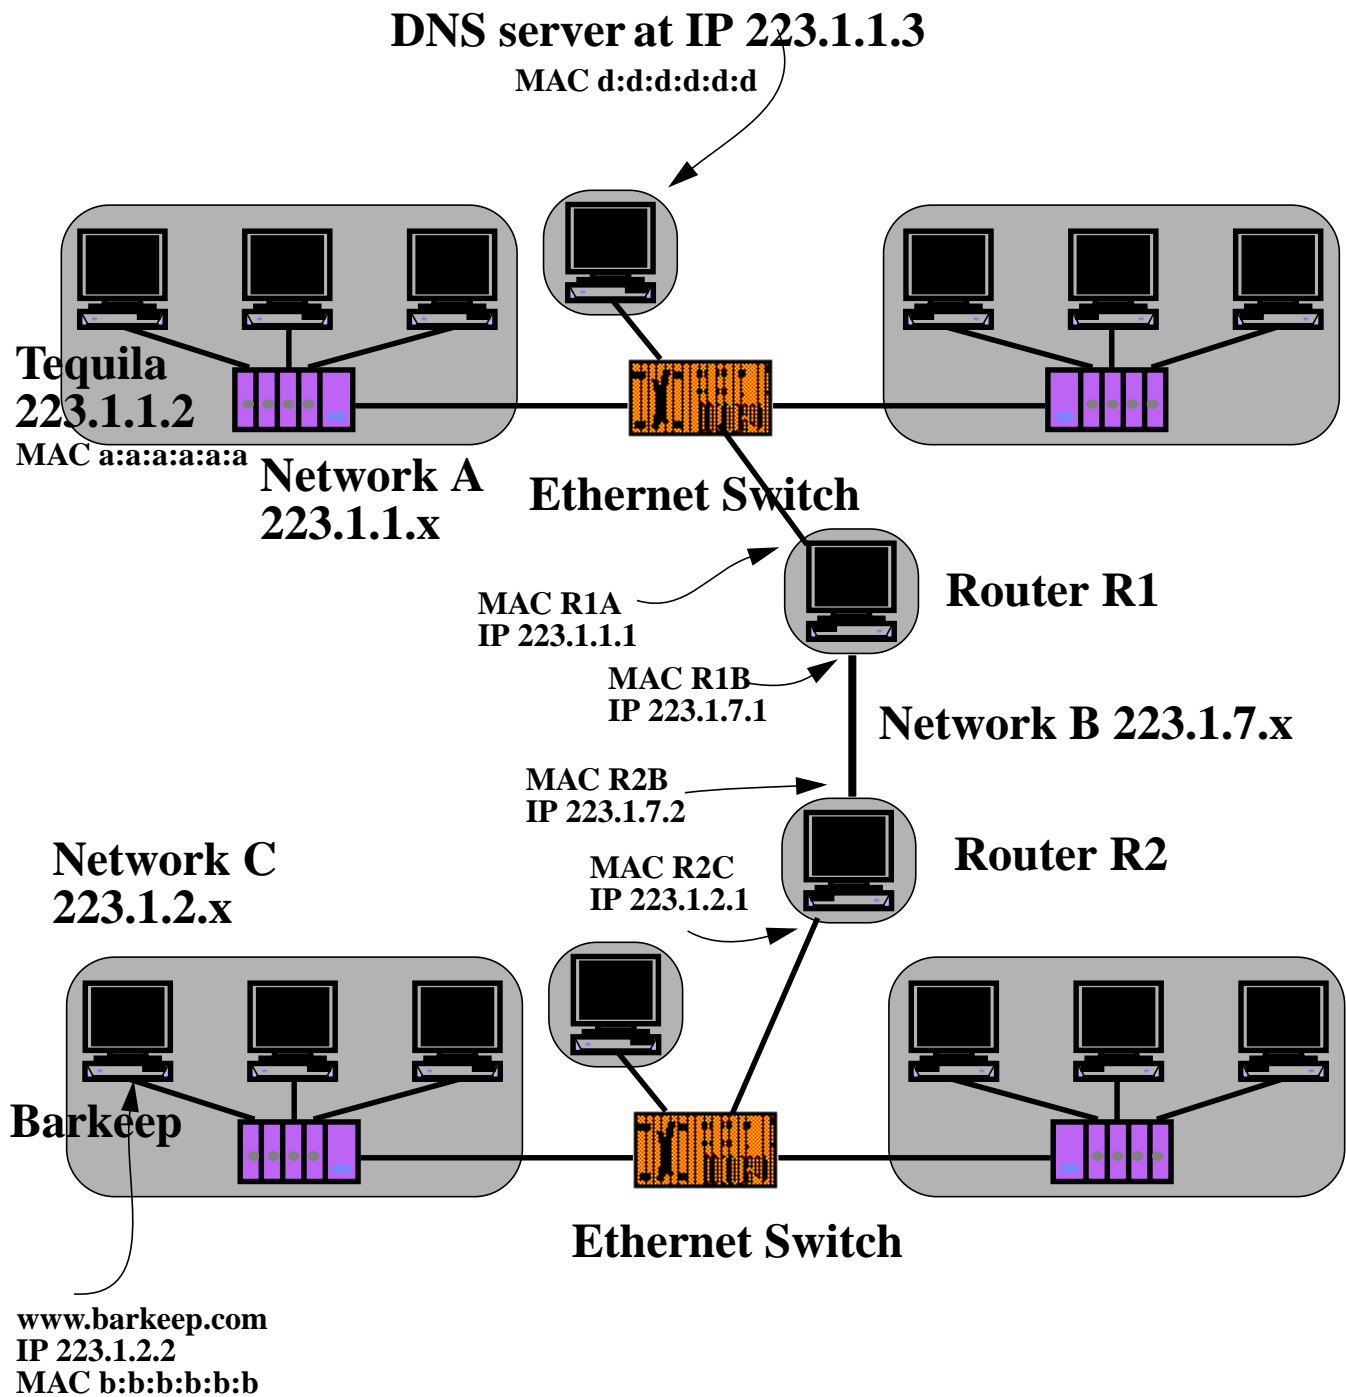 DNS server at IP 223.1.1.3
MAC d:d:d:d:d:d
Tequila
223.1.1.2
MAC a:a:a:a:a:a
Network A
223.1.1.x
Ethernet Switch
MAC R1A
IP 223.1.1.1
Router R1
MAC R1B
IP 223.1.7.1
Network B 223.1.7.x
MAC R2B
IP 223.1.7.2
Network C
223.1.2.x
MAC R2C
IP 223.1.2.1
Router R2
Barkeep
Ethernet Switch
www.barkeep.com
IP 223.1.2.2
MAC b:b:b:b:b:b